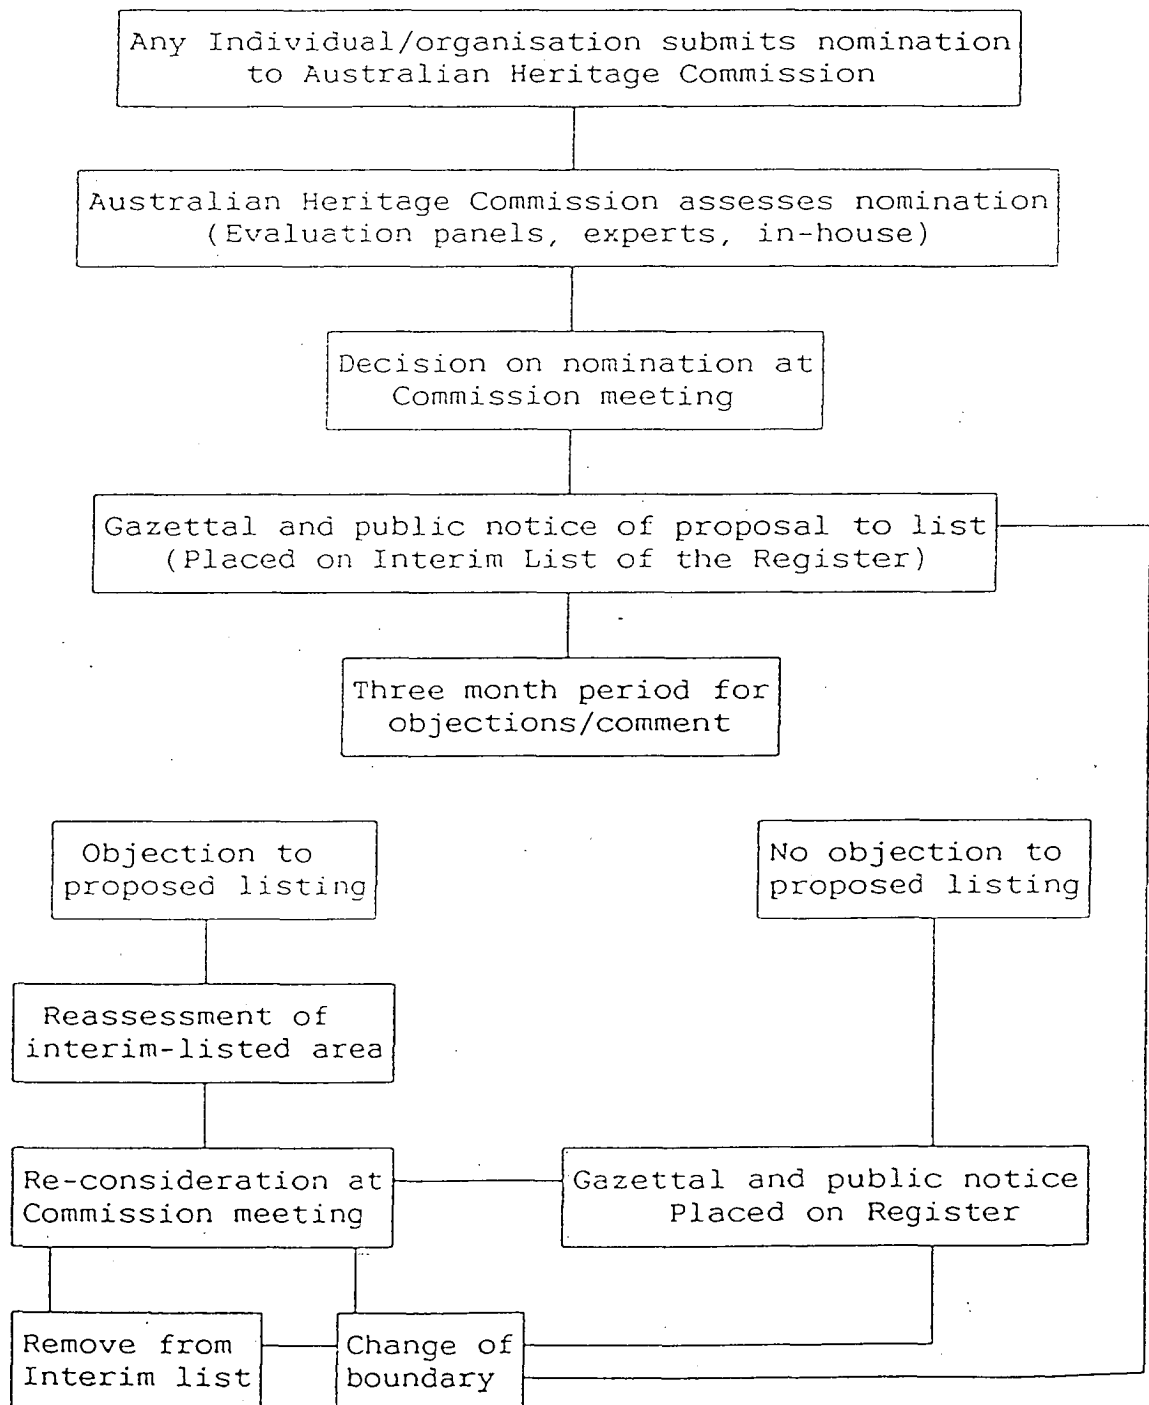 Any Individual/organisation submits nomination
to Australian Heritage Commission
Australian Heritage Commission assesses nomination
(Evaluation panels, experts, in-house)
Decision on nomination at
Commission meeting
Gazettal and public notice of proposal to list
(Placed on Interim List of the Register)
Three month period for
objections/comment
Objection to
proposed listing
No objection to
proposed listing
Reassessment of
interim-listed area
Re-consideration at
Commission meeting
Gazettal and public notice
Placed on Register
Remove from
Interim list
Change of
boundary